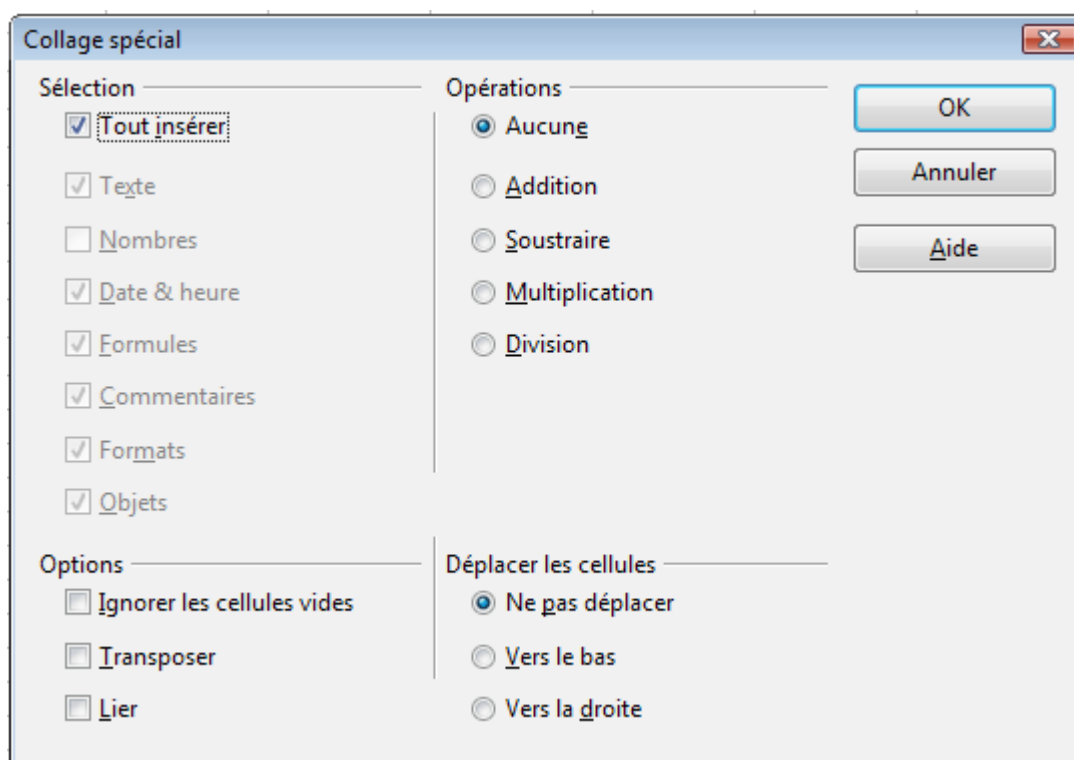 Collage spécial
Sélection
Tout insérer
Texte
Nombres
Date & heure
Formules
Commentaires
Formats
Objets
Opérations
Aucune
Addition
Soustraire
Multiplication
Division
OK
Annuler
Aide
Options
Ignorer les cellules vides
Transposer
Lier
Déplacer les cellules
Ne pas déplacer
Vers le bas
Vers la droite